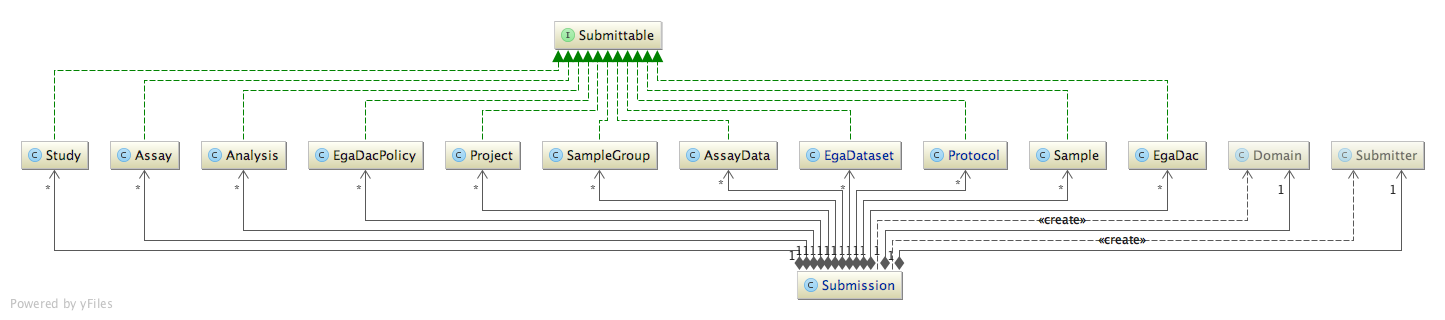 I Submittable
C Study
C Assay
C Analysis
C EgaDacPolicy
C Project
C SampleGroup
C AssayData
C EgaDataset
C Protocol
C Sample
C EgaDac
C Domain
C Submitter
* * * * * * * * * * * 1 1
«create»
«create»
1 1 1 1 1 1 1 1 1 1 1 1 1
C Submission
Powered by yFiles